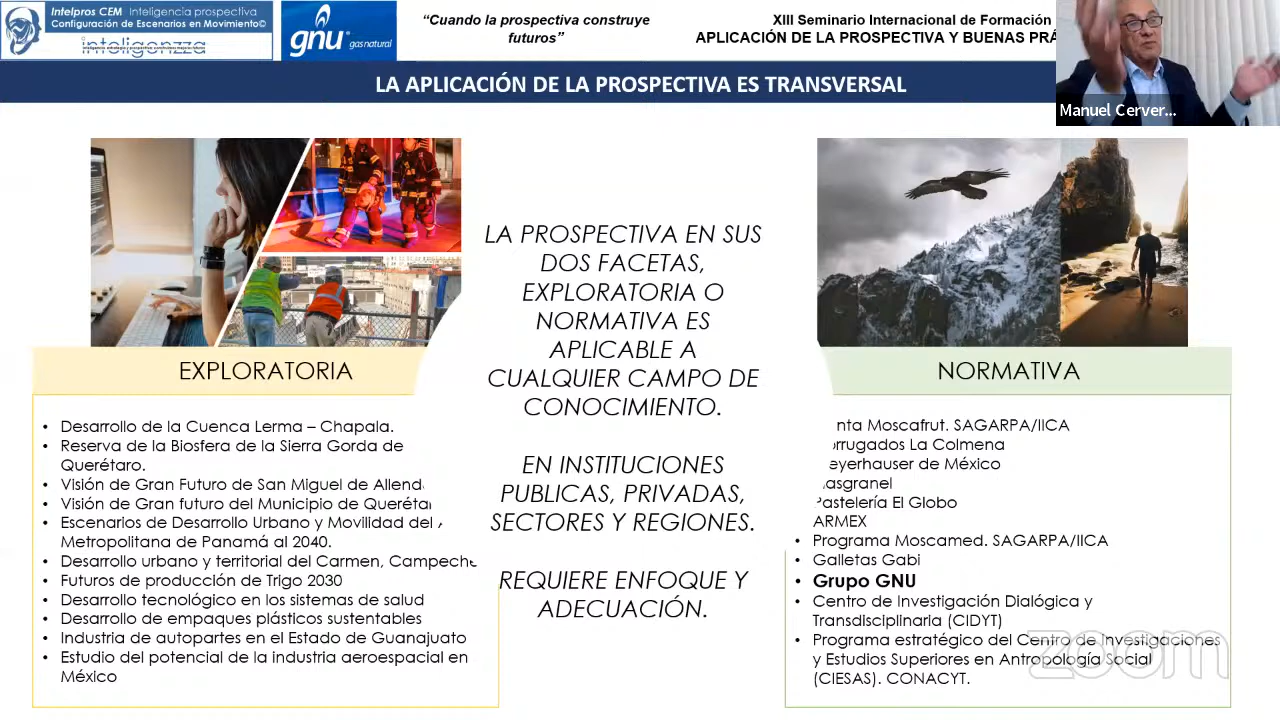 Intelpros CEM Inteligencia prospectiva
Configuración de Escenarios en Movimiento©
inteligenzza
gnu® gas natural
“Cuando la prospectiva construye
futuros”
XIII Seminario Internacional de Formación
APLICACIÓN DE LA PROSPECTIVA Y BUENAS PRÁ
Manuel Cerver...
LA APLICACIÓN DE LA PROSPECTIVA ES TRANSVERSAL
EXPLORATORIA
• Desarrollo de la Cuenca Lerma – Chapala.
• Reserva de la Biosfera de la Sierra Gorda de
Querétaro.
• Visión de Gran Futuro de San Miguel de Allend
• Visión de Gran futuro del Municipio de Queréta
• Escenarios de Desarrollo Urbano y Movilidad del
Metropolitana de Panamá al 2040.
• Desarrollo urbano y territorial del Carmen, Campeche
• Futuros de producción de Trigo 2030
• Desarrollo tecnológico en los sistemas de salud
• Desarrollo de empaques plásticos sustentables
• Industria de autopartes en el Estado de Guanajuato
• Estudio del potencial de la industria aeroespacial en
México
LA PROSPECTIVA EN SUS
DOS FACETAS,
EXPLORATORIA O
NORMATIVA ES
APLICABLE A
CUALQUIER CAMPO DE
CONOCIMIENTO.
EN INSTITUCIONES
PUBLICAS, PRIVADAS,
SECTORES Y REGIONES.
REQUIERE ENFOQUE Y
ADECUACIÓN.
NORMATIVA
nta Moscafrut. SAGARPA/IICA
orrugados La Colmena
eyerhauser de México
asgranel
Pastelería El Globo
ARMEX
• Programa Moscamed. SAGARPA/IICA
• Galletas Gabi
• Grupo GNU
• Centro de Investigación Dialógica y
Transdisciplinaria (CIDYT)
• Programa estratégico del Centro de Investigaciones
y Estudios Superiores en Antropología Social
(CIESAS). CONACYT.
zoom